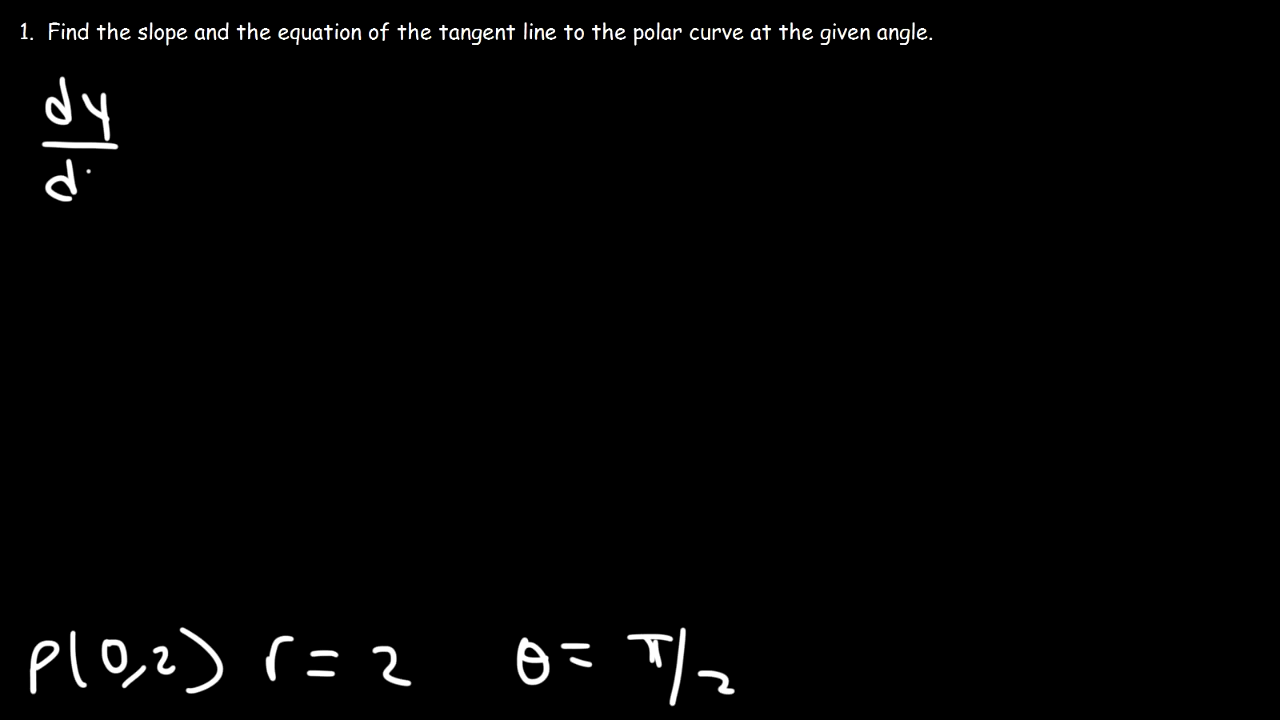 1. Find the slope and the equation of the tangent line to the polar curve at the given angle.
dy
d
P(0,2) r = 2 θ = π/2